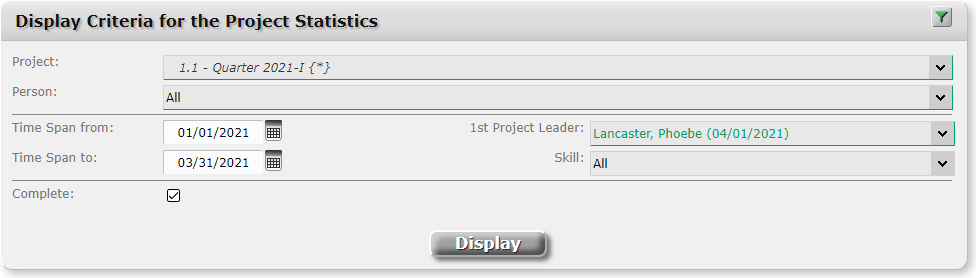 Display Criteria for the Project Statistics
Project: 1.1 - Quarter 2021-I {*}
Person: All
Time Span from: 01/01/2021 1st Project Leader: Lancaster, Phoebe (04/01/2021)
Time Span to: 03/31/2021 Skill: All
Complete:
Display